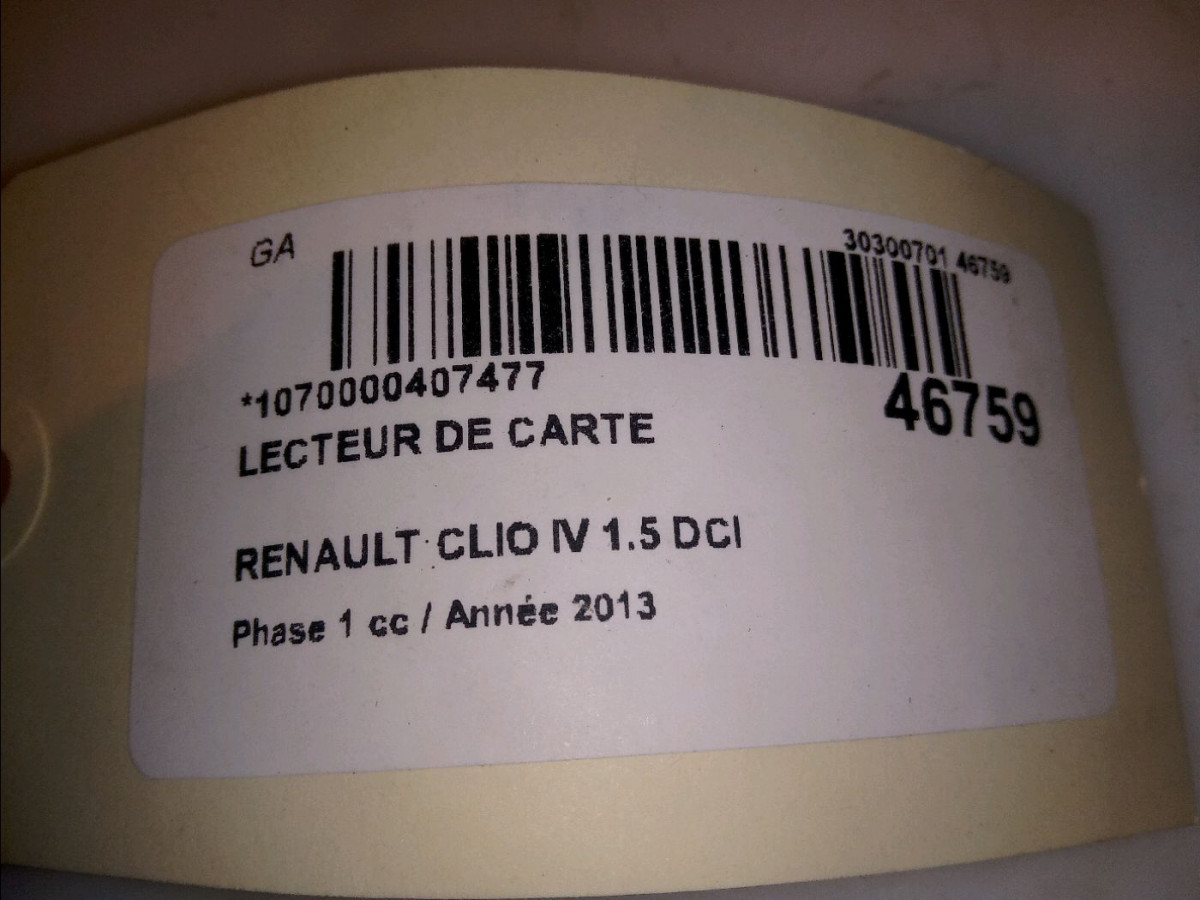 GA
30300701 46759
*1070000407477
46759
LECTEUR DE CARTE
RENAULT CLIO IV 1.5 DCI
Phase 1 cc / Année 2013